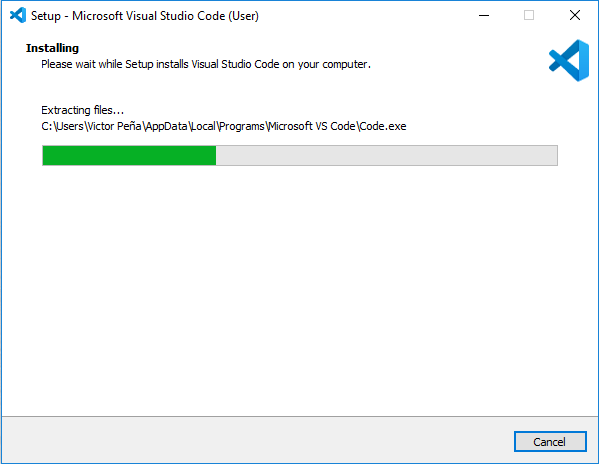 Setup - Microsoft Visual Studio Code (User)
Installing
Please wait while Setup installs Visual Studio Code on your computer.
Extracting files...
C:\Users\Victor Peña\AppData\Local\Programs\Microsoft VS Code\Code.exe
Cancel